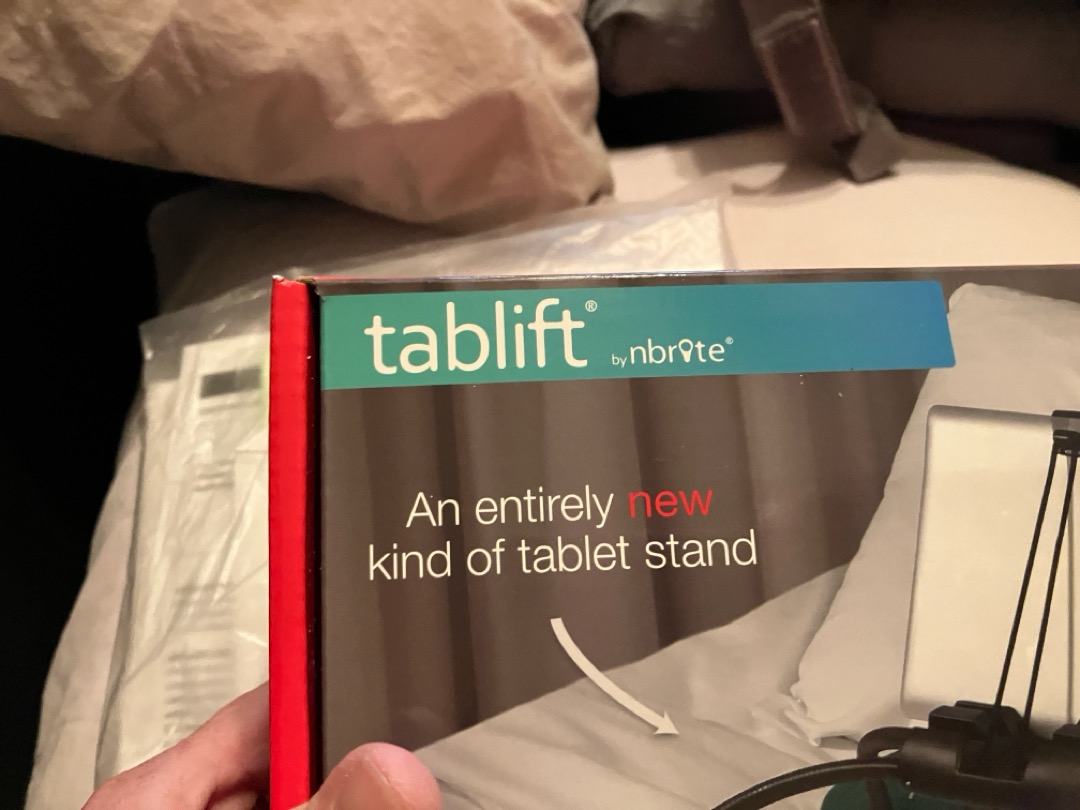 tablift®
by nbrite®
An entirely new
kind of tablet stand